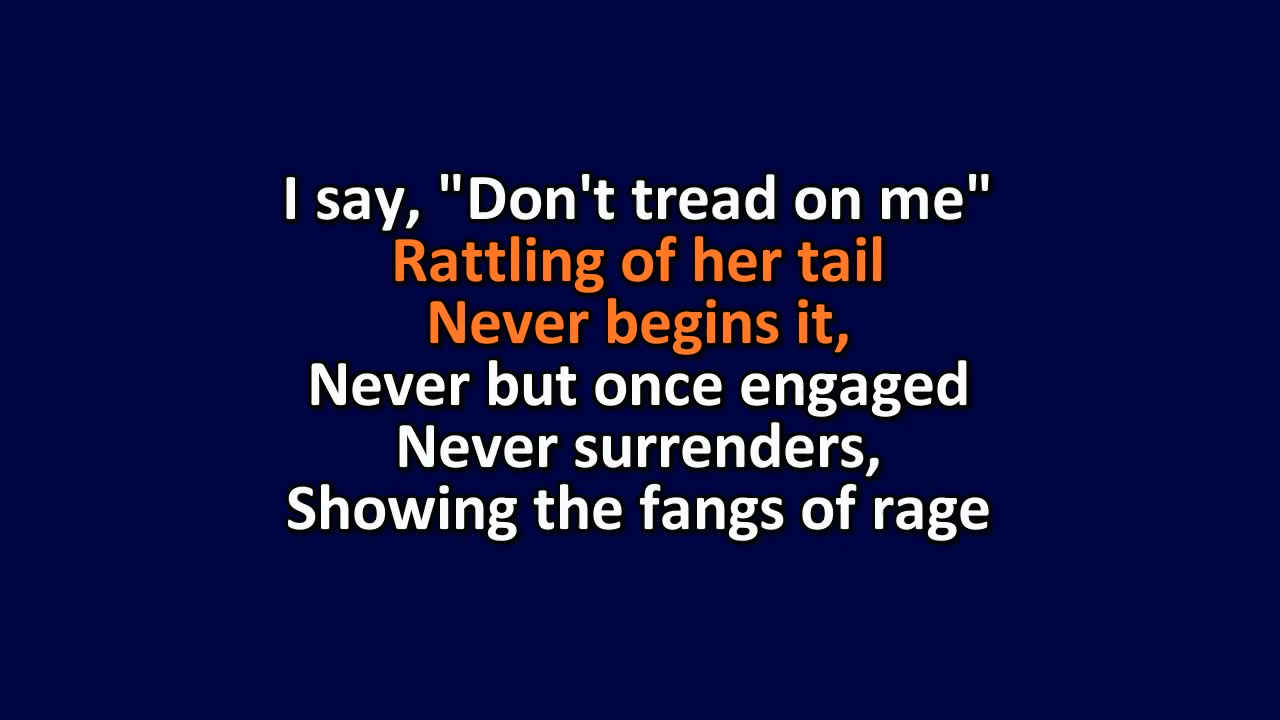 I say, "Don't tread on me"
Rattling of her tail
Never begins it,
Never but once engaged
Never surrenders,
Showing the fangs of rage